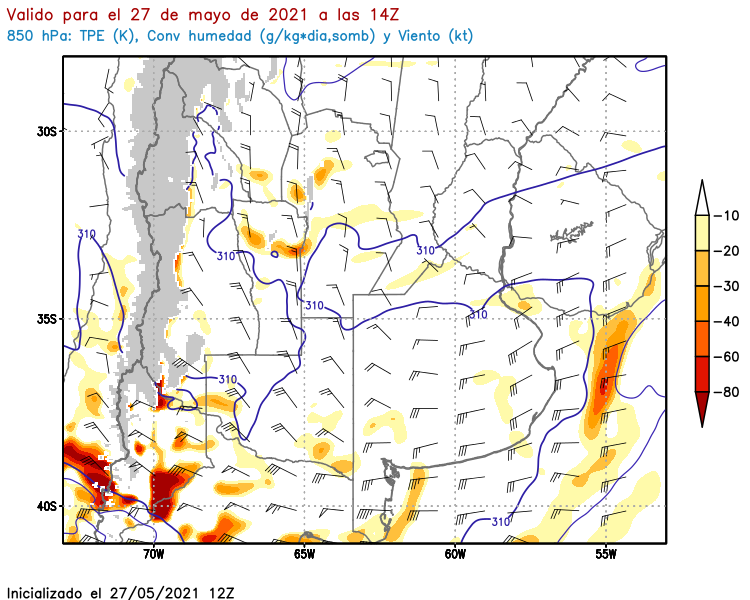 Valido para el 27 de mayo de 2021 a las 14Z
850 hPa: TPE (K), Conv humedad (g/kg*dia,somb) y Viento (kt)
30S
35S
40S
70W
65W
60W
55W
310
310
310
310
310
310
310
-10
-20
-30
-40
-60
-80
Inicializado el 27/05/2021 12Z